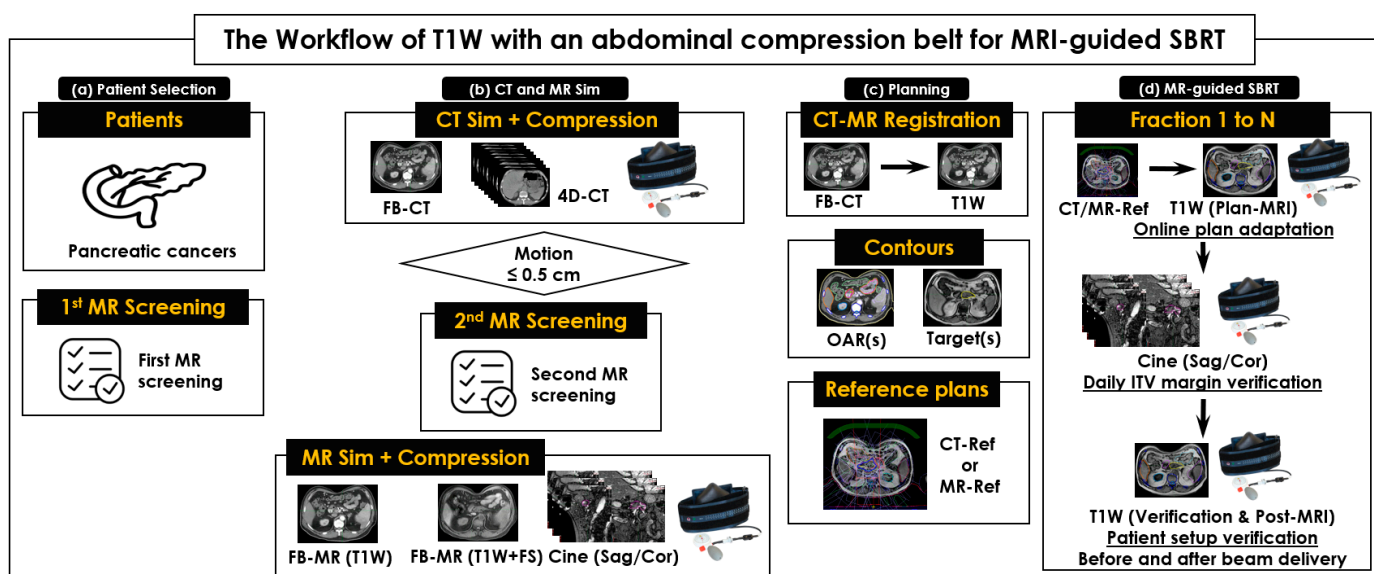 The Workflow of T1W with an abdominal compression belt for MRI-guided SBRT
(a) Patient Selection
Patients
Pancreatic cancers
1st MR Screening
First MR
screening
(b) CT and MR Sim
CT Sim + Compression
FB-CT
4D-CT
Motion
≤ 0.5 cm
2nd MR Screening
Second MR
screening
MR Sim + Compression
FB-MR (T1W)
FB-MR (T1W+FS)
Cine (Sag/Cor)
(c) Planning
CT-MR Registration
FB-CT
T1W
Contours
OAR(s)
Target(s)
Reference plans
CT-Ref
or
MR-Ref
(d) MR-guided SBRT
Fraction 1 to N
CT/MR-Ref
T1W (Plan-MRI)
Online plan adaptation
Cine (Sag/Cor)
Daily ITV margin verification
T1W (Verification & Post-MRI)
Patient setup verification
Before and after beam delivery